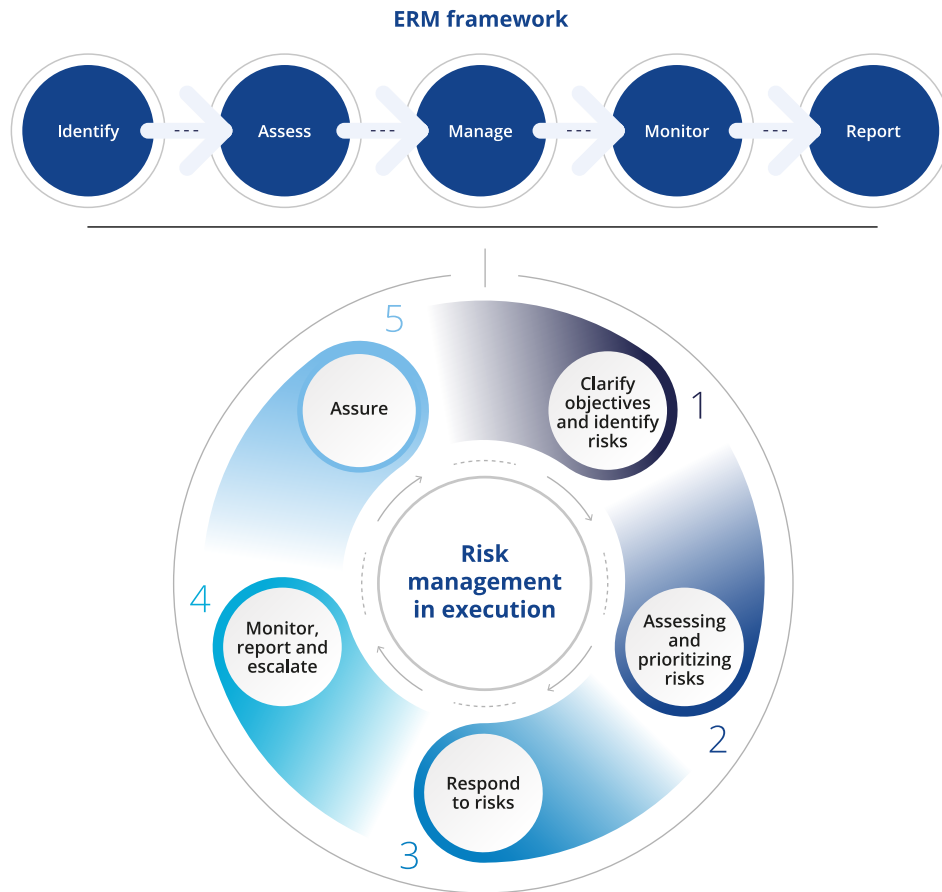 ERM framework
Identify
Assess
Manage
Monitor
Report
5
Assure
Clarify
objectives
and identify
risks
1
Risk
management
in execution
4
Monitor,
report and
escalate
Assessing
and
prioritizing
risks
2
Respond
to risks
3